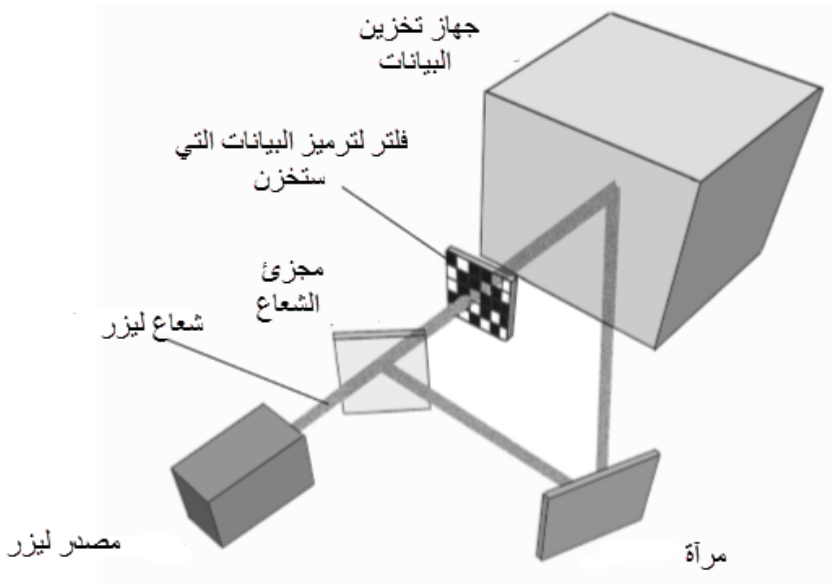 جهاز تخزين
البيانات
فلتر لترميز البيانات التي
ستخزن
مجزئ
الشعاع
شعاع ليزر
مصدر ليزر
مرآة